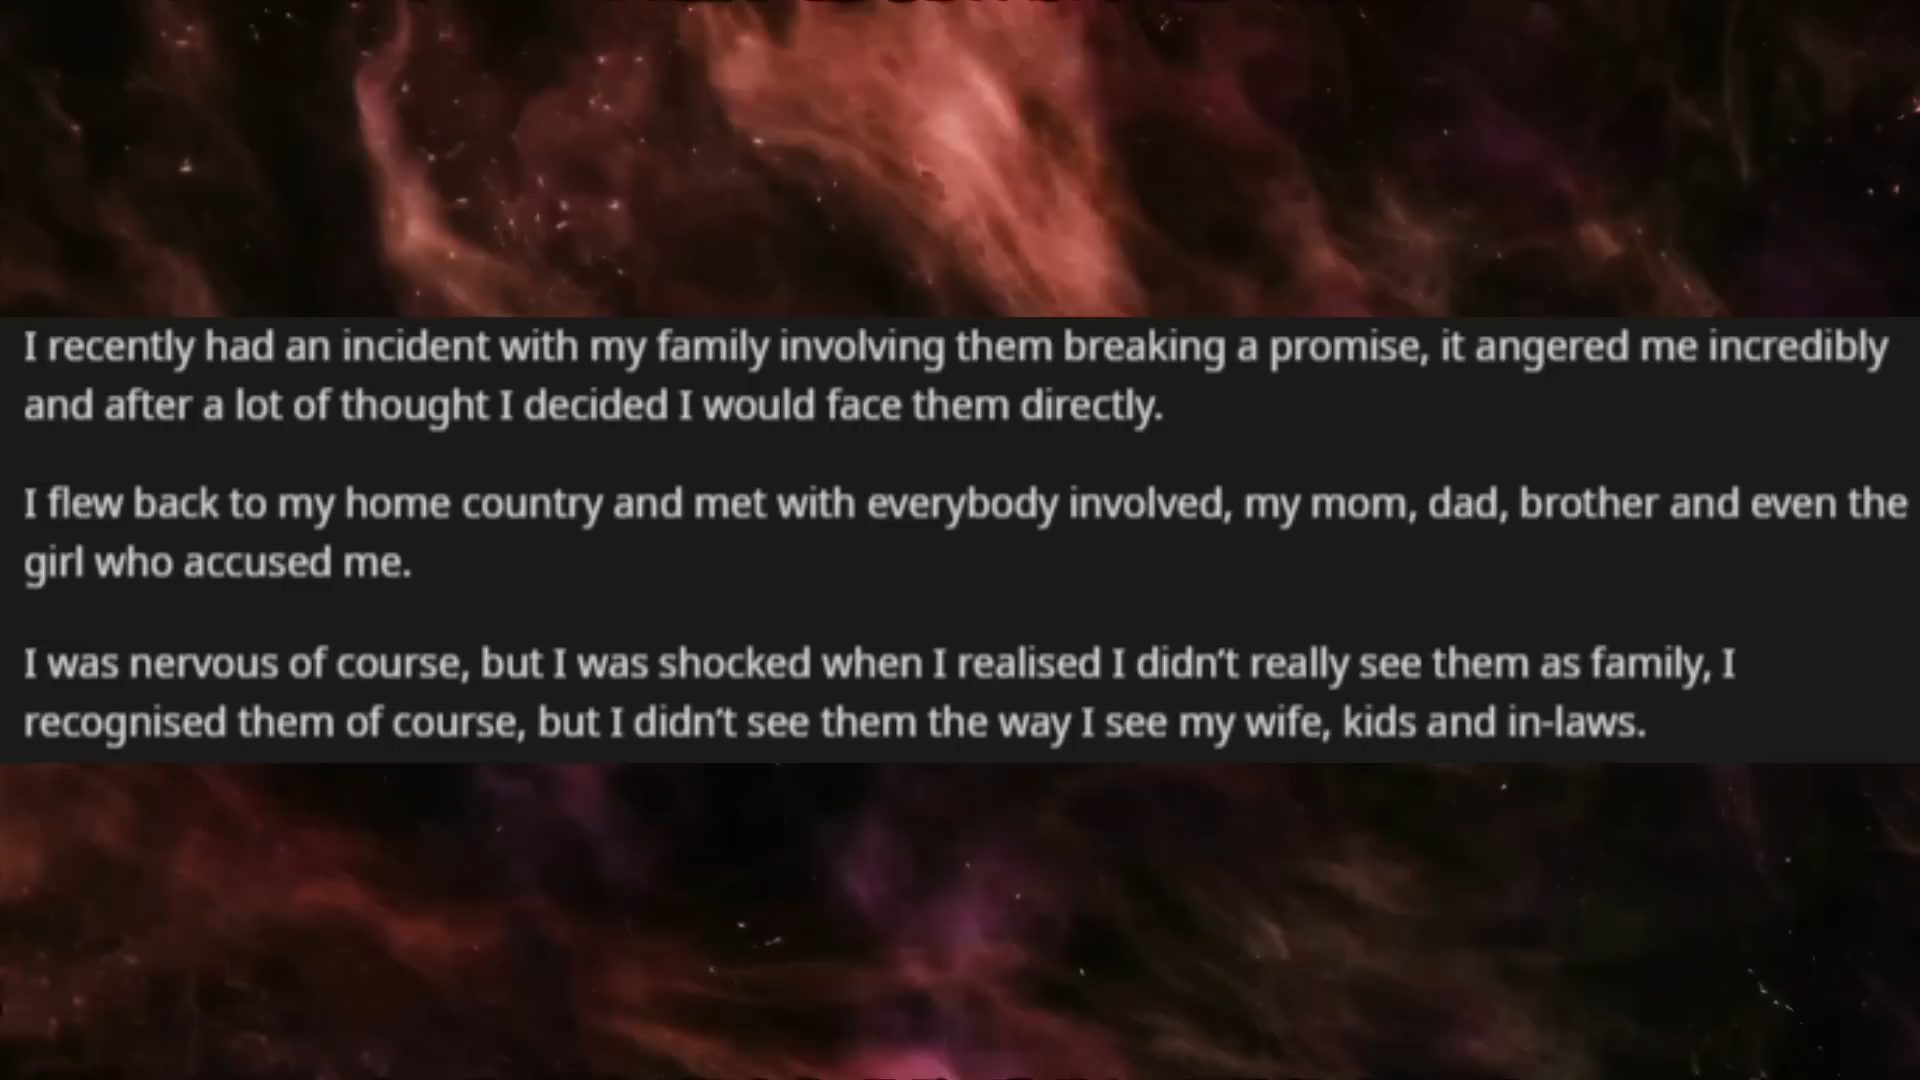 I recently had an incident with my family involving them breaking a promise, it angered me incredibly
and after a lot of thought I decided I would face them directly.
I flew back to my home country and met with everybody involved, my mom, dad, brother and even the
girl who accused me.
I was nervous of course, but I was shocked when I realised I didn’t really see them as family, I
recognised them of course, but I didn’t see them the way I see my wife, kids and in-laws.